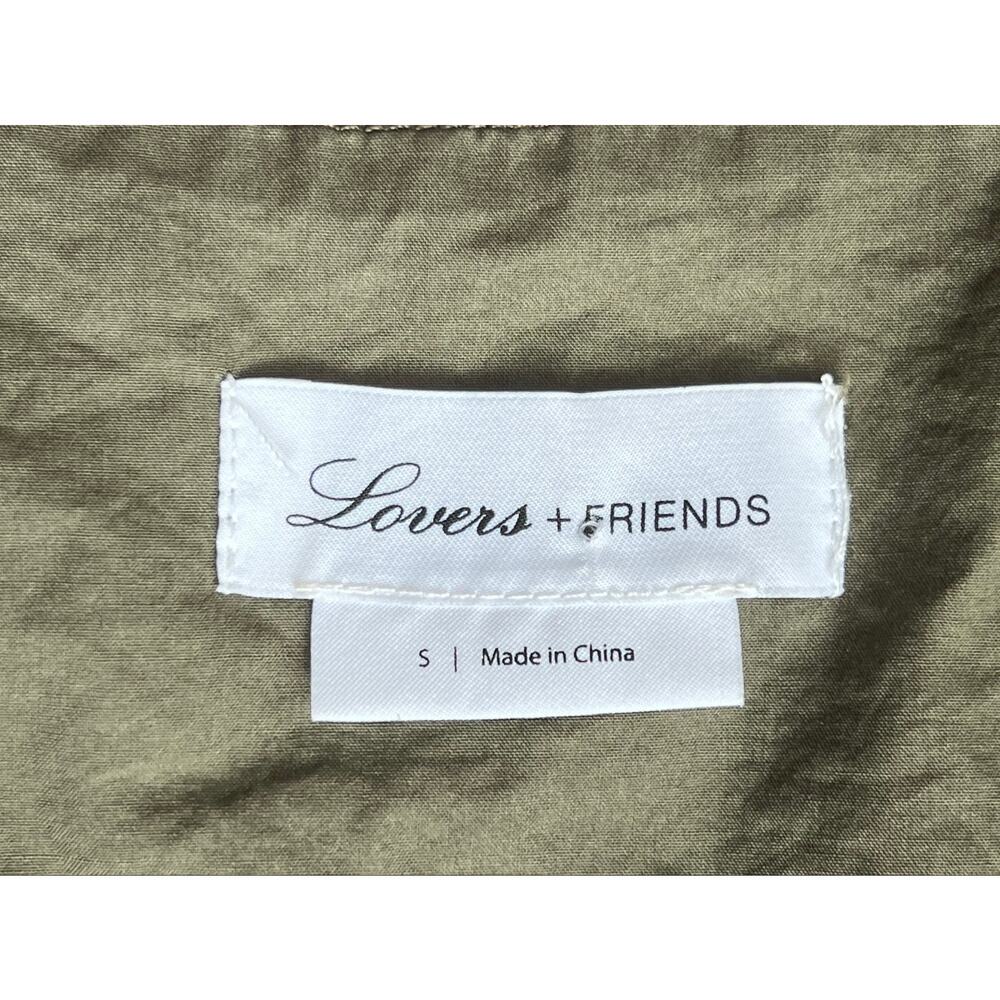 Lovers + FRIENDS
S | Made in China